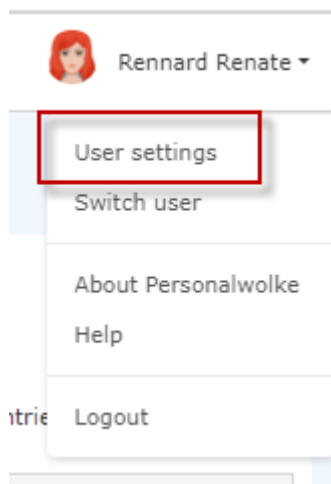 Rennard Renate
User settings
Switch user
About Personalwolke
Help
ntrie
Logout